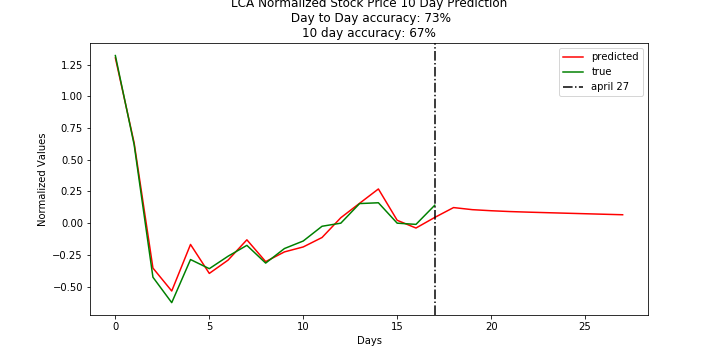 LCA Normalized Stock Price 10 Day Prediction
Day to Day accuracy: 73%
10 day accuracy: 67%
predicted
true
april 27
1.25
1.00
0.75
0.50
0.25
0.00
−0.25
−0.50
Normalized Values
0
5
10
15
20
25
Days